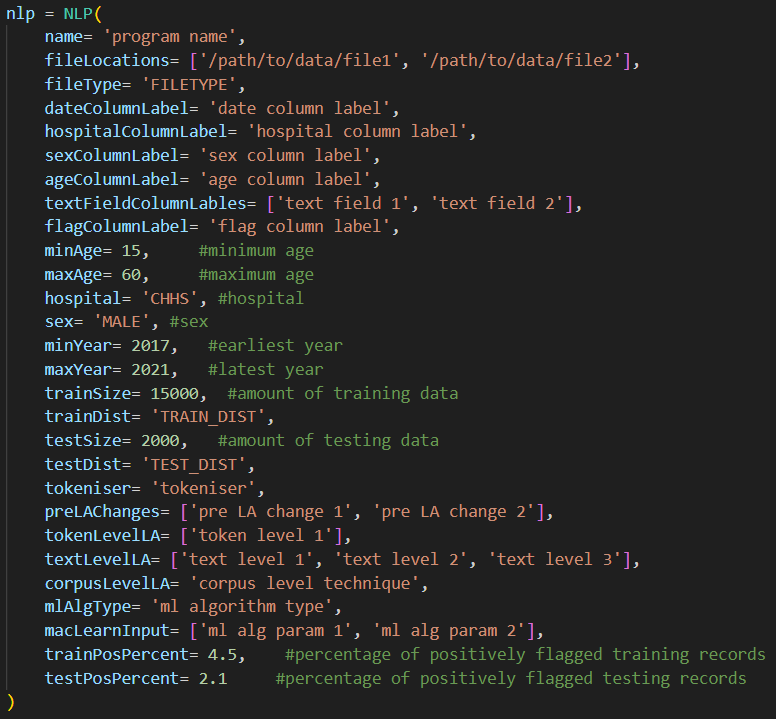 nlp = NLP(
name= 'program name',
fileLocations= ['/path/to/data/file1', '/path/to/data/file2'],
fileType= 'FILETYPE',
dateColumnLabel= 'date column label',
hospitalColumnLabel= 'hospital column label',
sexColumnLabel= 'sex column label',
ageColumnLabel= 'age column label',
textFieldColumnLables= ['text field 1', 'text field 2'],
flagColumnLabel= 'flag column label',
minAge= 15, #minimum age
maxAge= 60, #maximum age
hospital= 'CHHS', #hospital
sex= 'MALE', #sex
minYear= 2017, #earliest year
maxYear= 2021, #latest year
trainSize= 15000, #amount of training data
trainDist= 'TRAIN_DIST',
testSize= 2000, #amount of testing data
testDist= 'TEST_DIST',
tokeniser= 'tokeniser',
preLAChanges= ['pre LA change 1', 'pre LA change 2'],
tokenLevelLA= ['token level 1'],
textLevelLA= ['text level 1', 'text level 2', 'text level 3'],
corpusLevelLA= 'corpus level technique',
mlAlgType= 'ml algorithm type',
macLearnInput= ['ml alg param 1', 'ml alg param 2'],
trainPosPercent= 4.5, #percentage of positively flagged training records
testPosPercent= 2.1 #percentage of positively flagged testing records
)